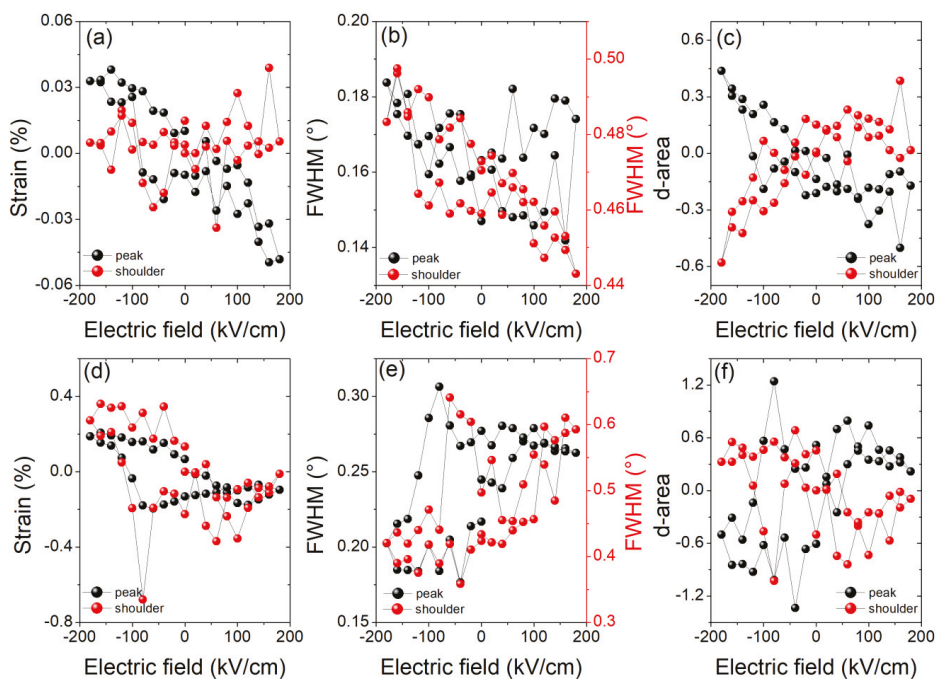 (a)
Strain (%)
0.06
0.03
0.00
-0.03
-0.06
peak
shoulder
-200 -100 0 100 200
Electric field (kV/cm)
(b)
FWHM (°)
0.20
0.18
0.16
0.14
0.50
0.48
0.46
0.44
FWHM (°)
peak
shoulder
-200 -100 0 100 200
Electric field (kV/cm)
(c)
d-area
0.6
0.3
0.0
-0.3
-0.6
peak
shoulder
-200 -100 0 100 200
Electric field (kV/cm)
(d)
Strain (%)
0.4
0.0
-0.4
-0.8
peak
shoulder
-200 -100 0 100 200
Electric field (kV/cm)
(e)
FWHM (°)
0.30
0.25
0.20
0.15
0.7
0.6
0.5
0.4
0.3
FWHM (°)
peak
shoulder
-200 -100 0 100 200
Electric field (kV/cm)
(f)
d-area
1.2
0.6
0.0
-0.6
-1.2
peak
shoulder
-200 -100 0 100 200
Electric field (kV/cm)